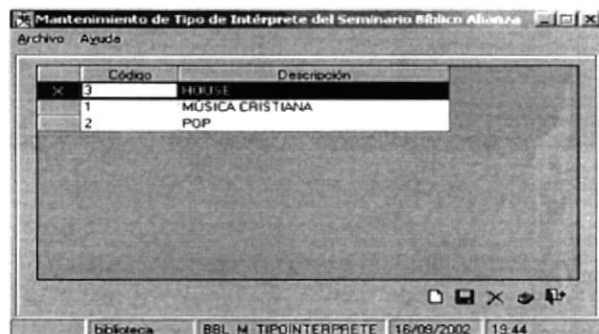 Mantenimiento de Tipo de Intérprete del Seminario Bíblico Alianza
Archivo Ayuda
Código Descripción
3 HOUSE
1 MÚSICA CRISTIANA
2 POP
biblioteca BBL_M_TIPOINTERPRETE 16/09/2002 19:44